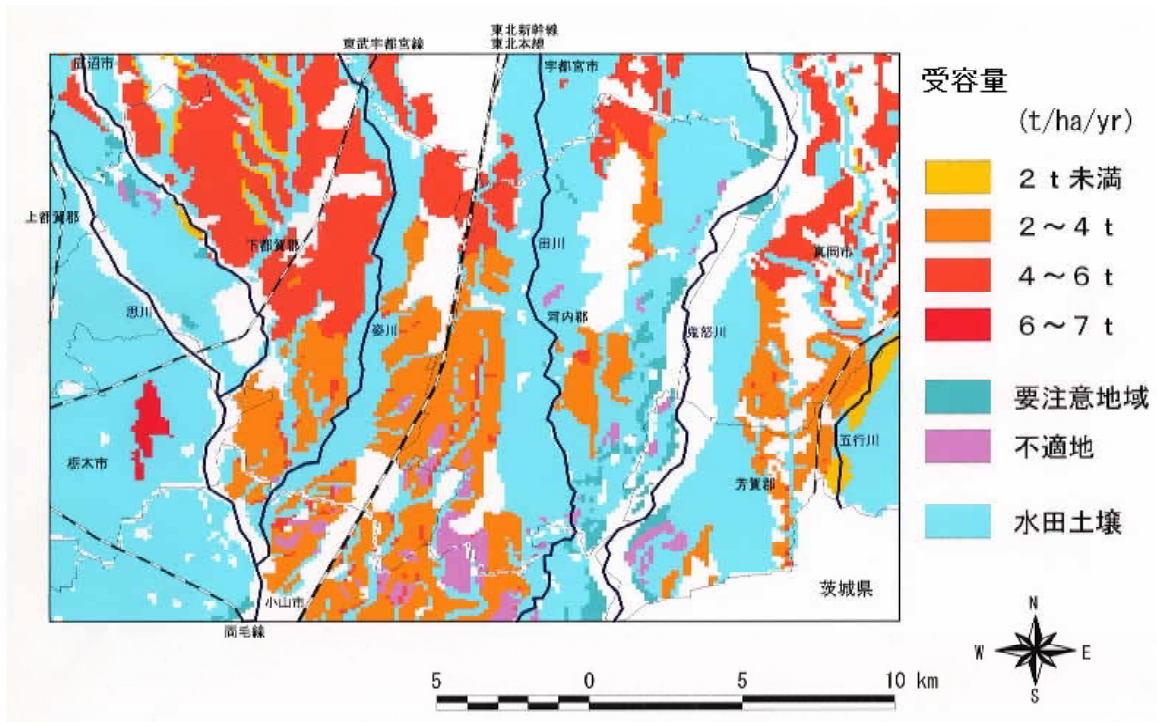 東武宇都宮線
東北新幹線
東北本線
鹿沼市
宇都宮市
上都賀郡
下都賀郡
田川
真岡市
思川
姿川
河内郡
鬼怒川
五行川
栃木市
芳賀郡
小山市
両毛線
茨城県
受容量
(t/ha/yr)
2t未満
2～4t
4～6t
6～7t
要注意地域
不適地
水田土壌
N
W E
S
5 0 5 10 km